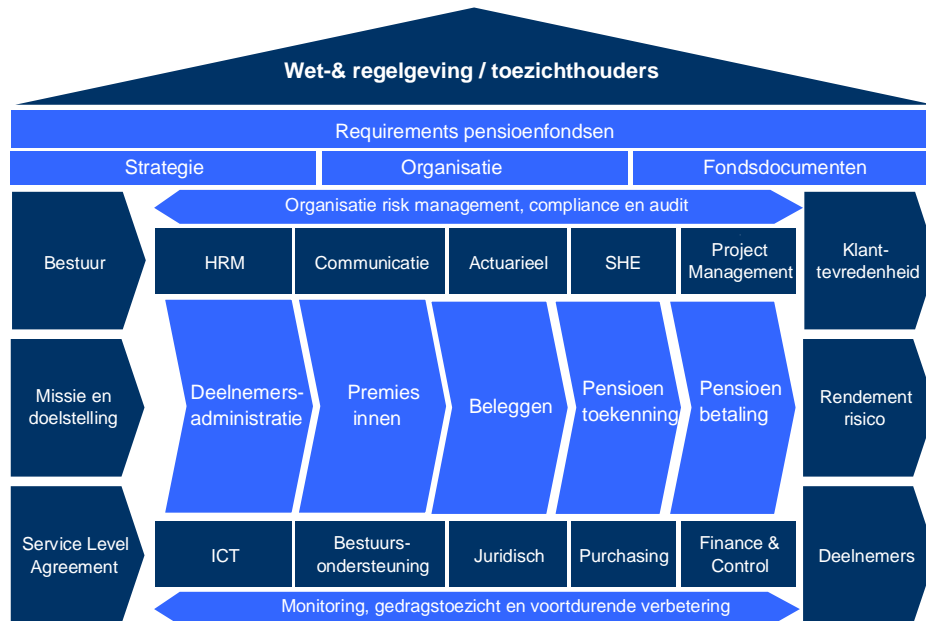 Wet-& regelgeving / toezichthouders
Requirements pensioenfondsen
Strategie
Organisatie
Fondsdocumenten
Organisatie risk management, compliance en audit
Bestuur
HRM
Communicatie
Actuarieel
SHE
Project
Management
Klant-
tevredenheid
Missie en
doelstelling
Deelnemers-
administratie
Premies
innen
Beleggen
Pensioen
toekenning
Pensioen
betaling
Rendement
risico
Service Level
Agreement
ICT
Bestuurs-
ondersteuning
Juridisch
Purchasing
Finance &
Control
Deelnemers
Monitoring, gedragstoezicht en voortdurende verbetering